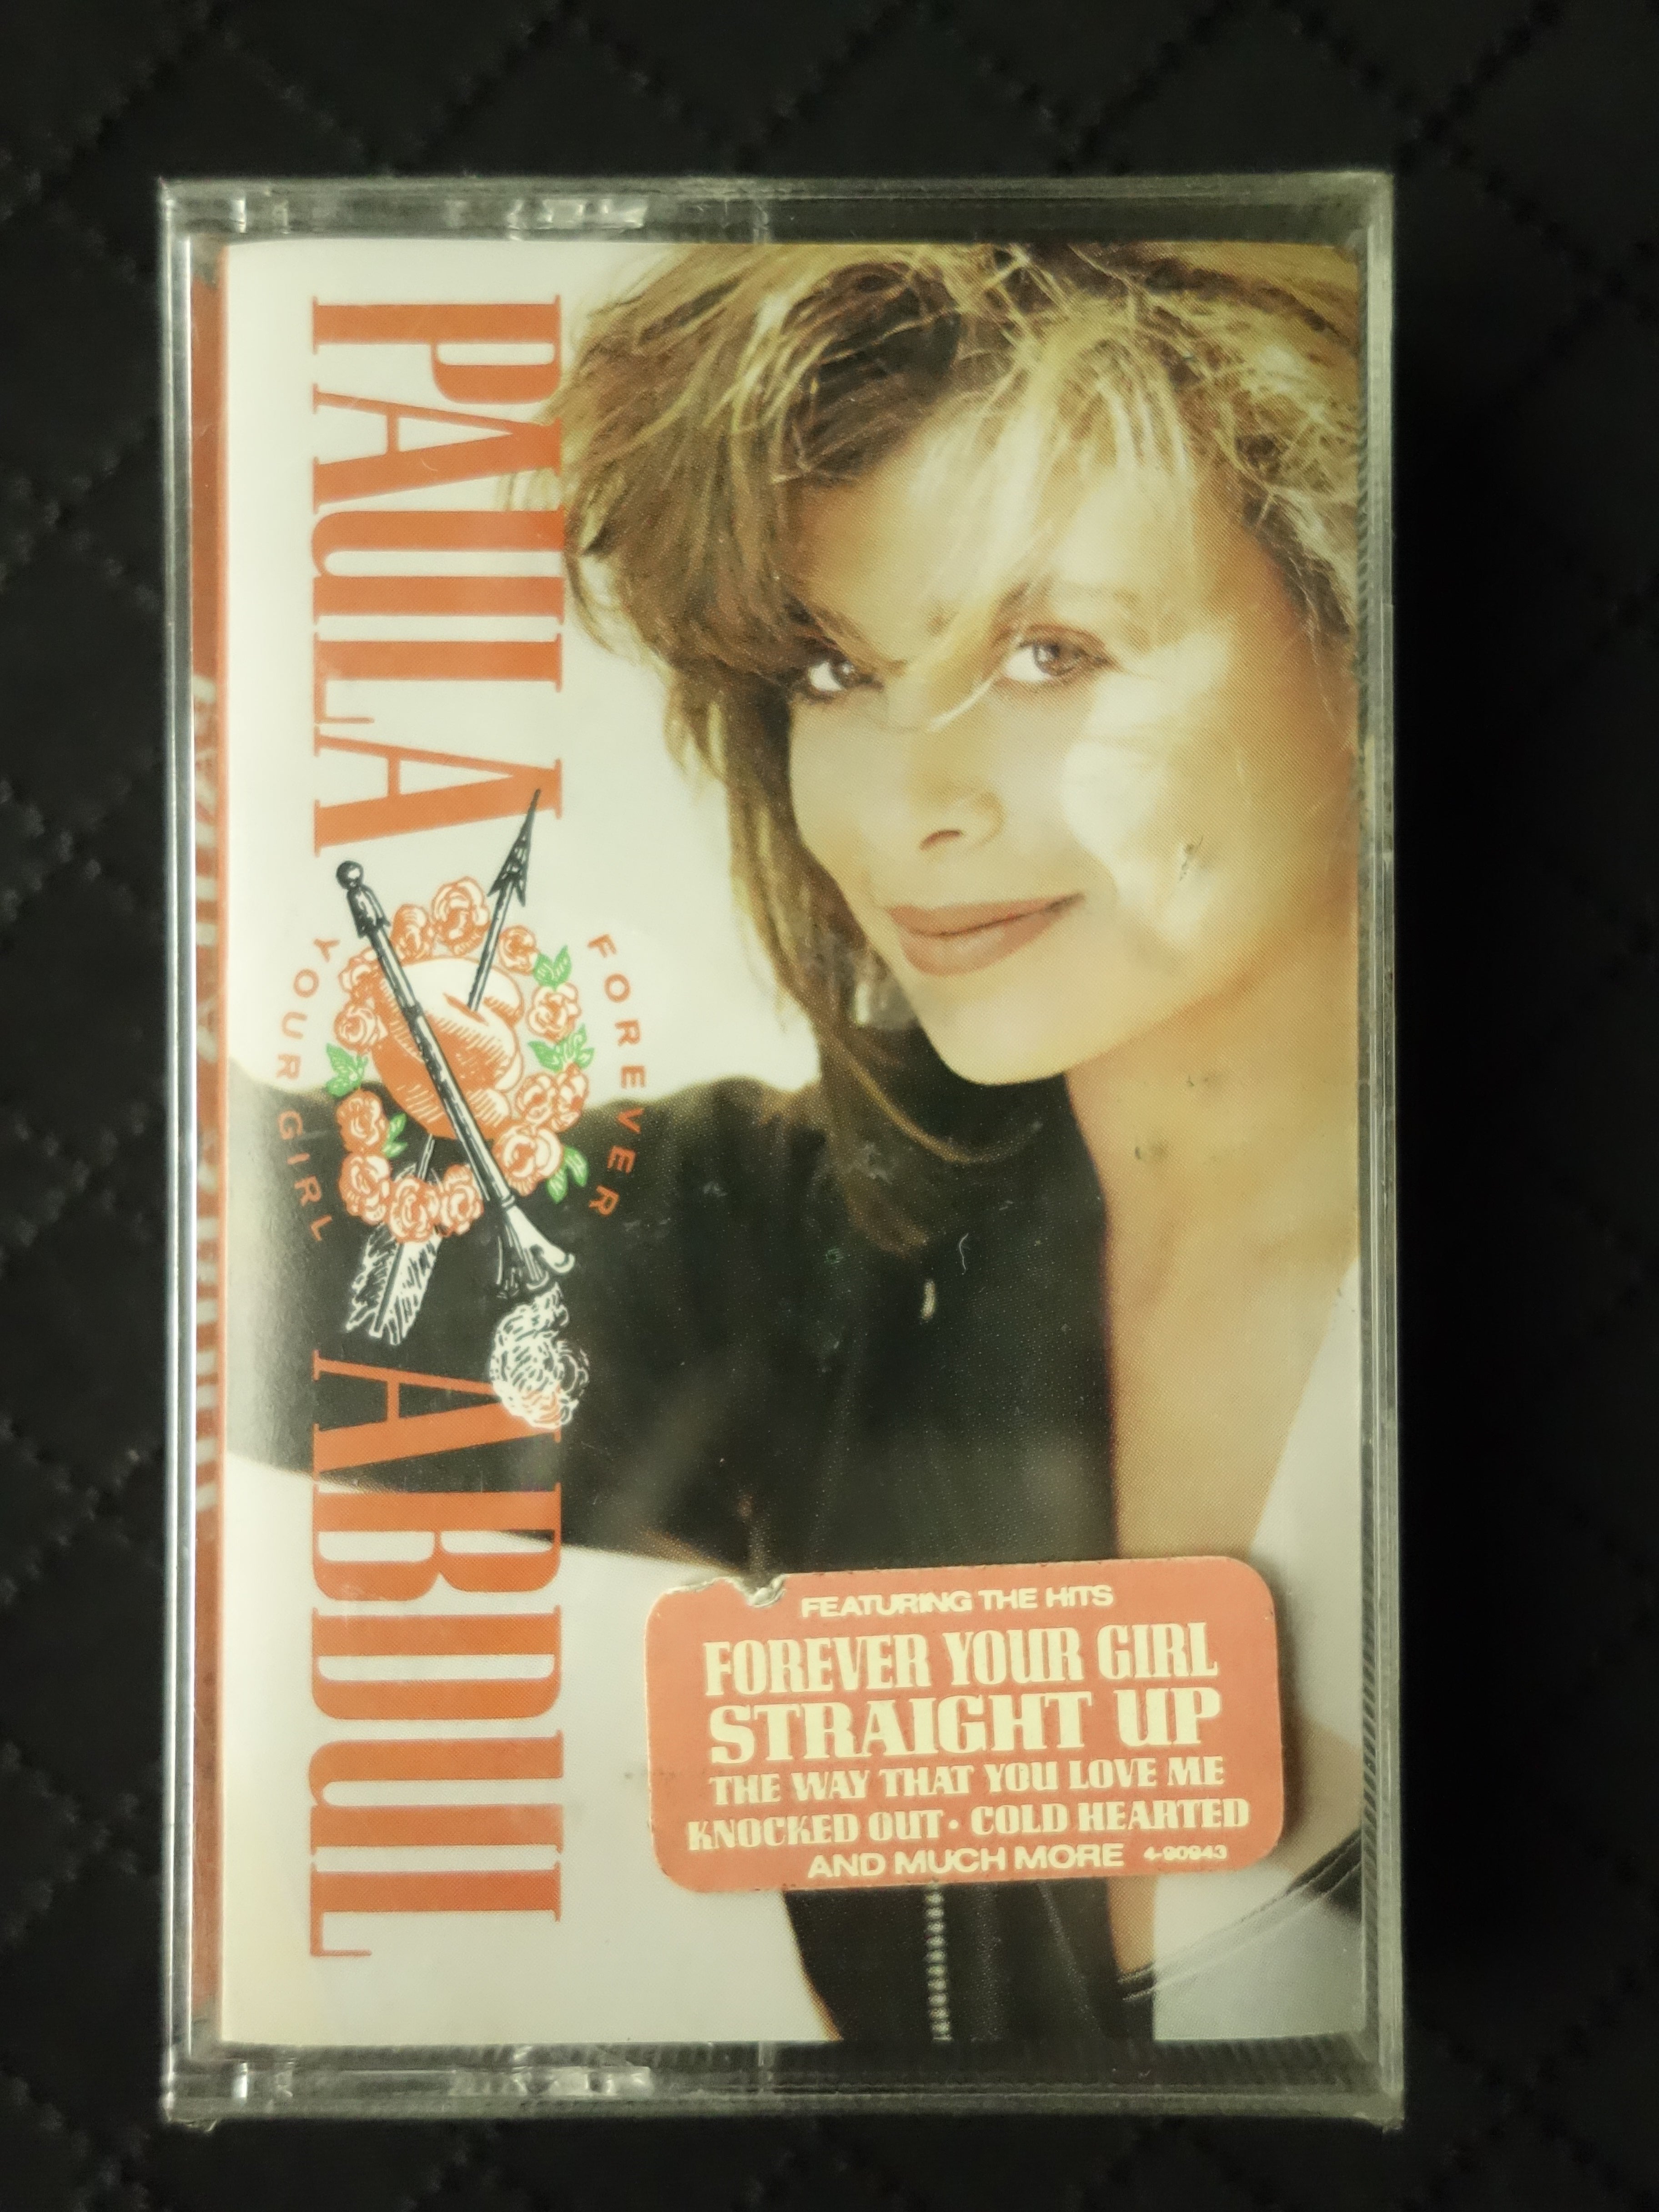 PAULA ABDUL
FOREVER
YOUR GIRL
FEATURING THE HITS
FOREVER YOUR GIRL
STRAIGHT UP
THE WAY THAT YOU LOVE ME
KNOCKED OUT • COLD HEARTED
AND MUCH MORE 4-90943